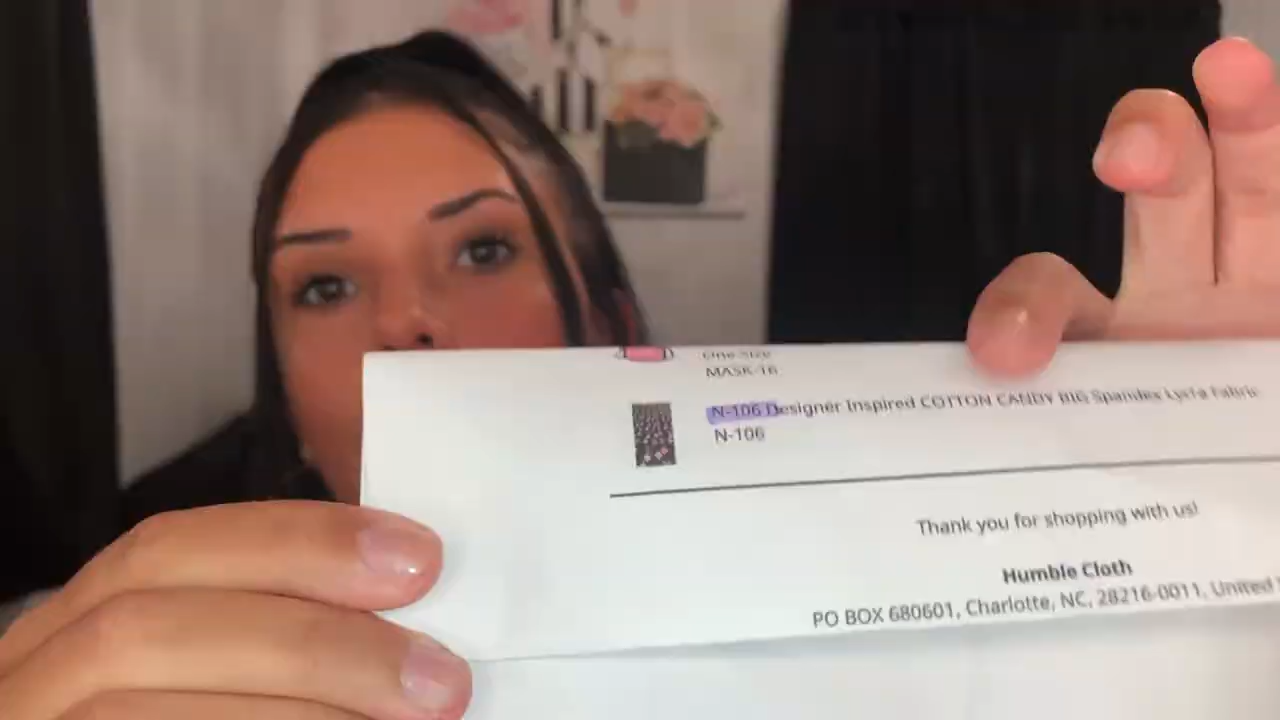 One Size
MASK-16
N-106 Designer Inspired COTTON CANDY BIG Spandex Lycra Fabric
N-106
Thank you for shopping with us!
Humble Cloth
PO BOX 680601, Charlotte, NC, 28216-0011, United